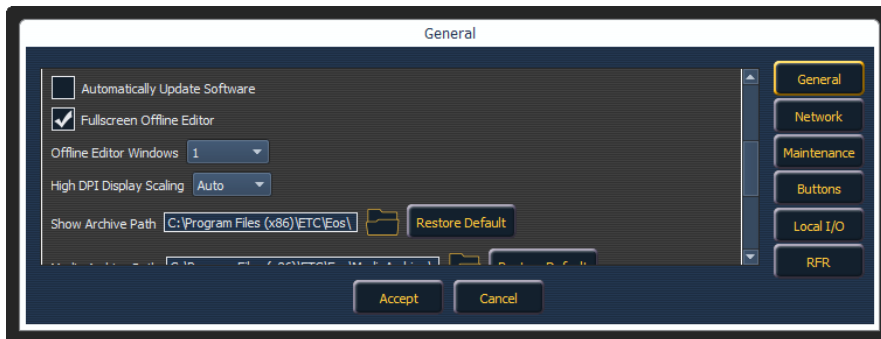 General
Automatically Update Software
Fullscreen Offline Editor
Offline Editor Windows 1
High DPI Display Scaling Auto
Show Archive Path C:\Program Files (x86)\ETC\Eos\ Restore Default
General
Network
Maintenance
Buttons
Local I/O
RFR
Accept Cancel